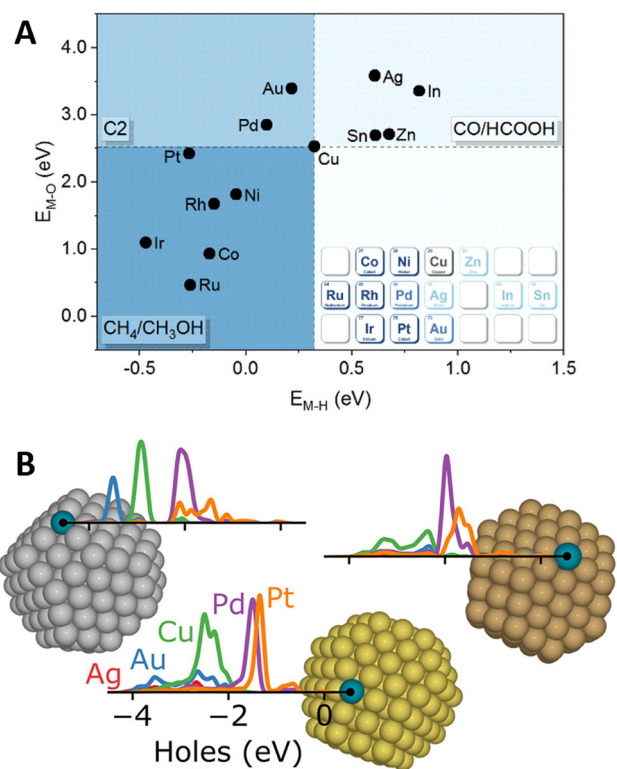 A
4.0
3.0
2.0
1.0
0.0
E_M-O (eV)
Au
Ag
In
C2
Pd
Sn
Zn
CO/HCOOH
Pt
Cu
Rh
Ni
Ir
Co
Ru
CH₄/CH₃OH
Co Ni Cu Zn
Ru Rh Pd Ag In Sn
Ir Pt Au
-0.5 0.0 0.5 1.0 1.5
E_M-H (eV)
B
Pd
Pt
Cu
Au
Ag
−4 −2 0
Holes (eV)